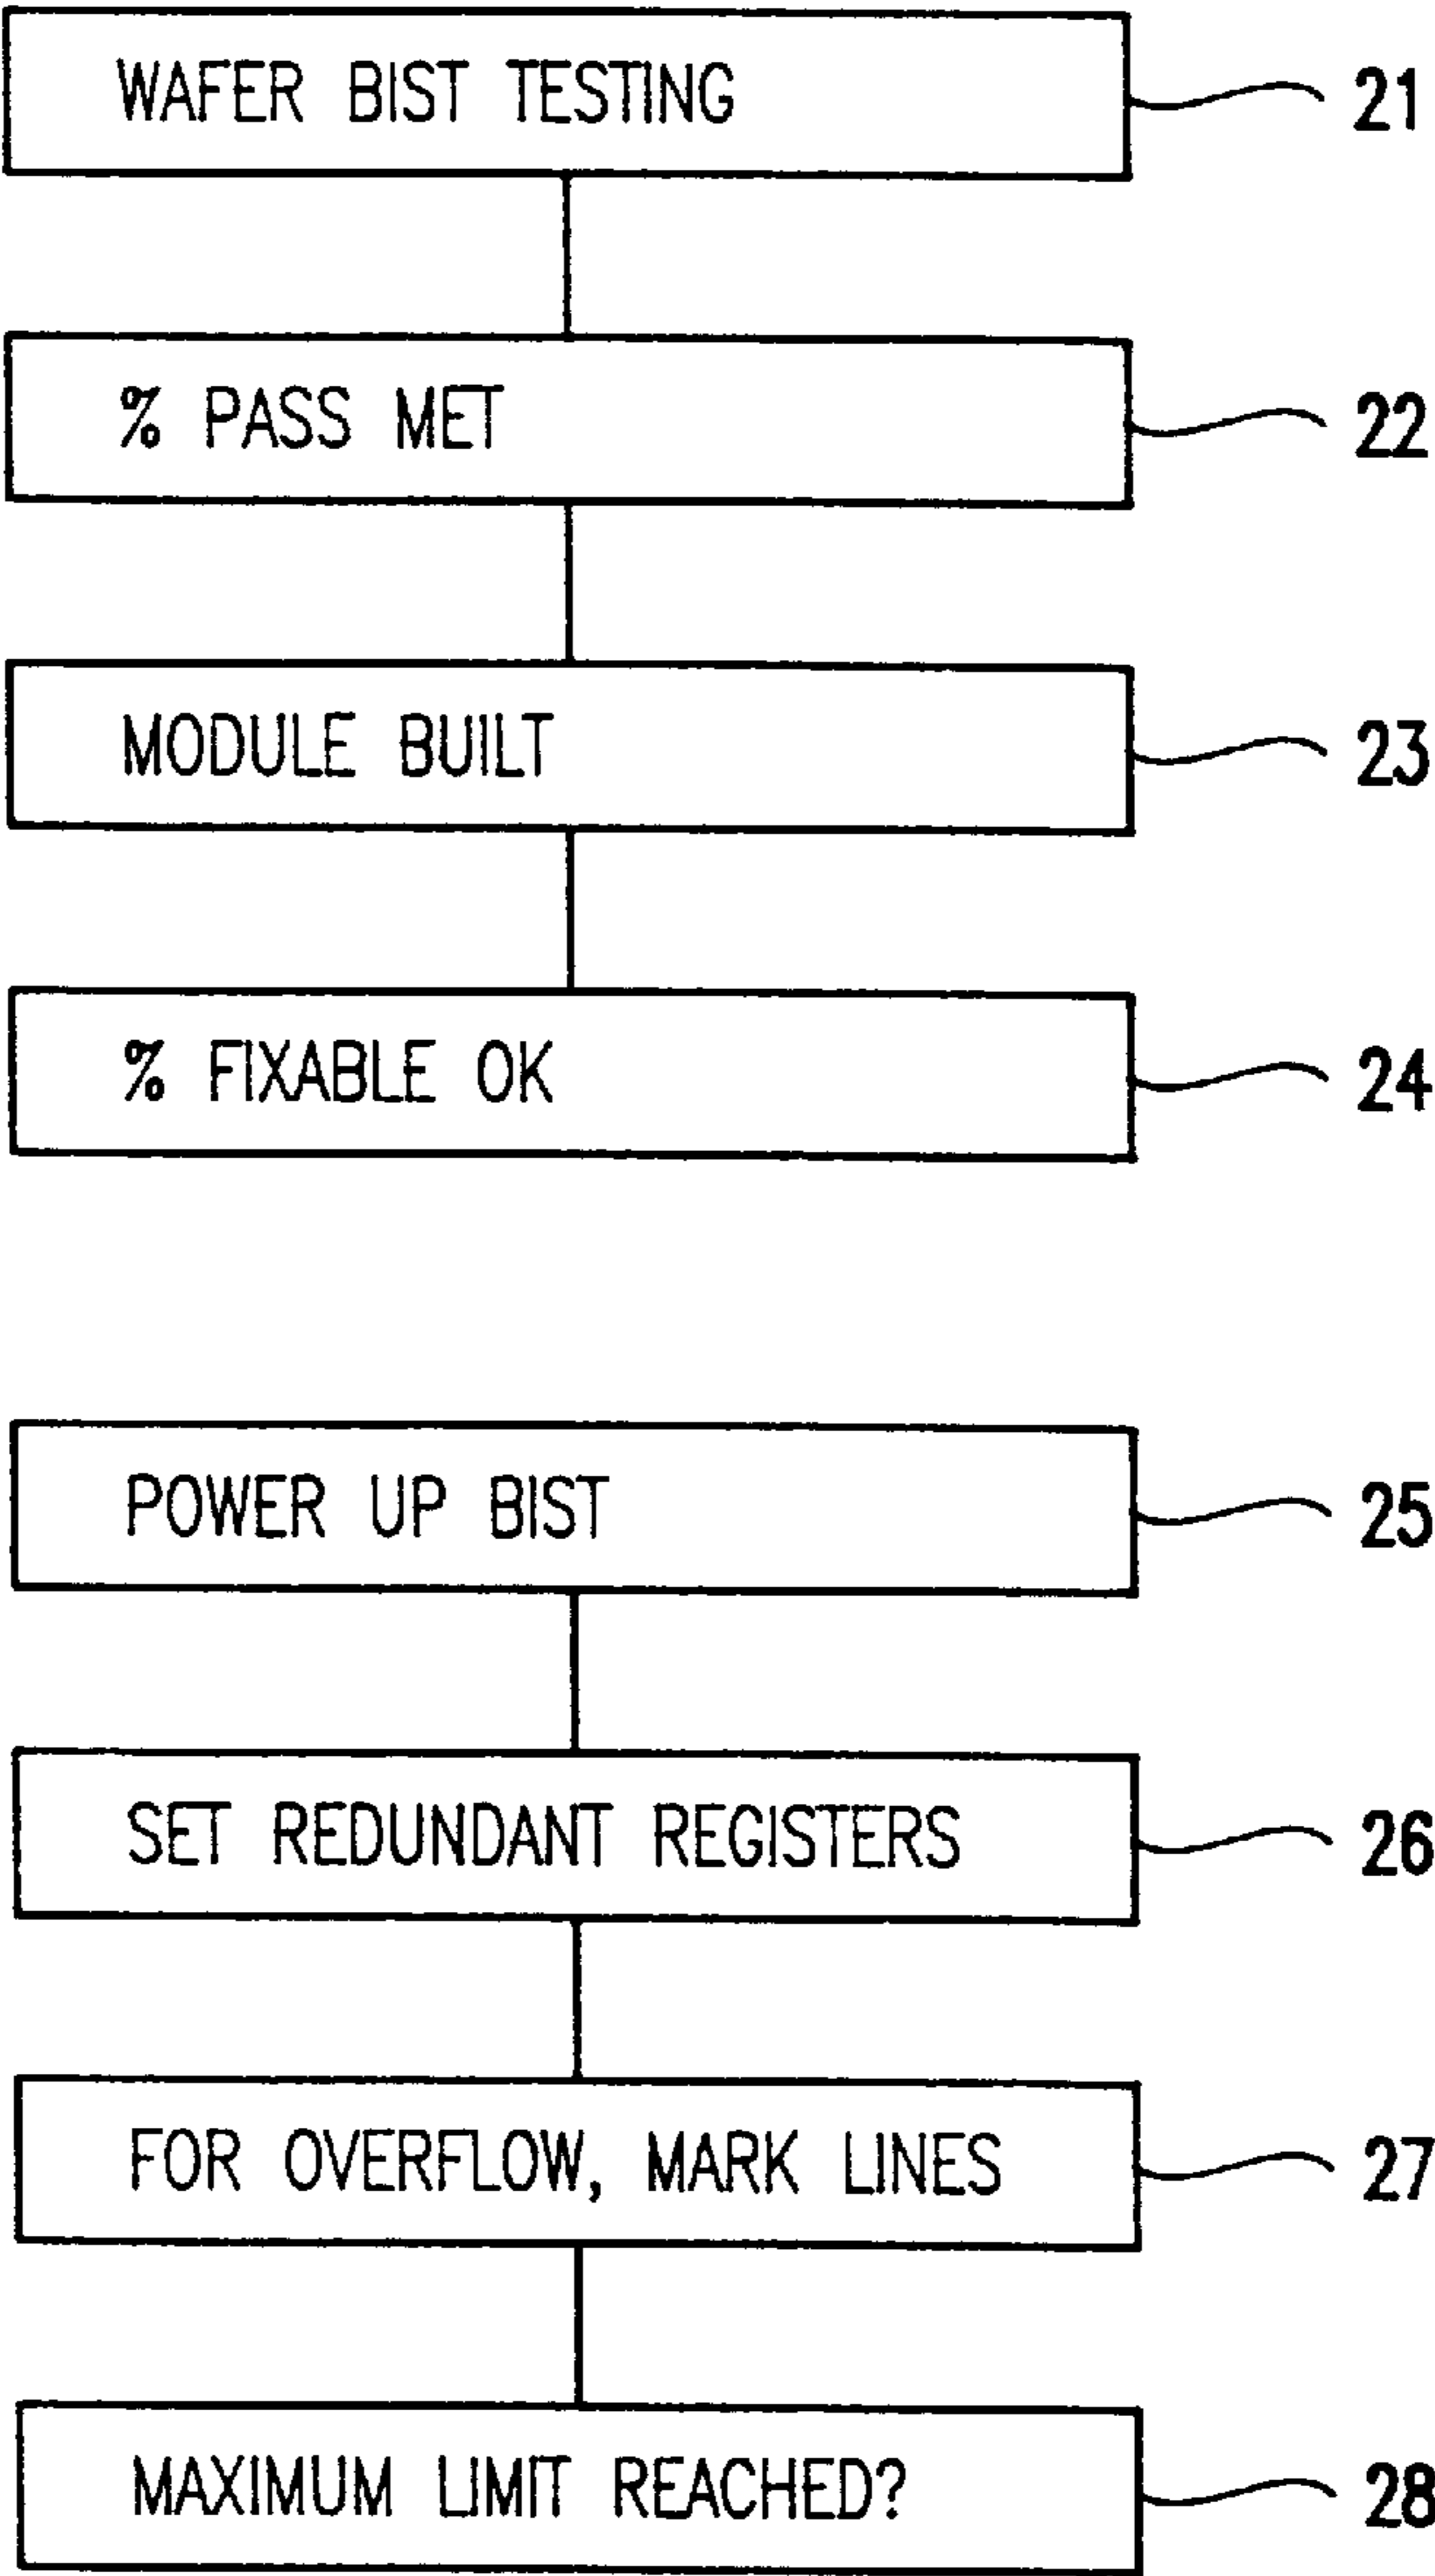 WAFER BIST TESTING 21
% PASS MET 22
MODULE BUILT 23
% FIXABLE OK 24
POWER UP BIST 25
SET REDUNDANT REGISTERS 26
FOR OVERFLOW, MARK LINES 27
MAXIMUM LIMIT REACHED? 28